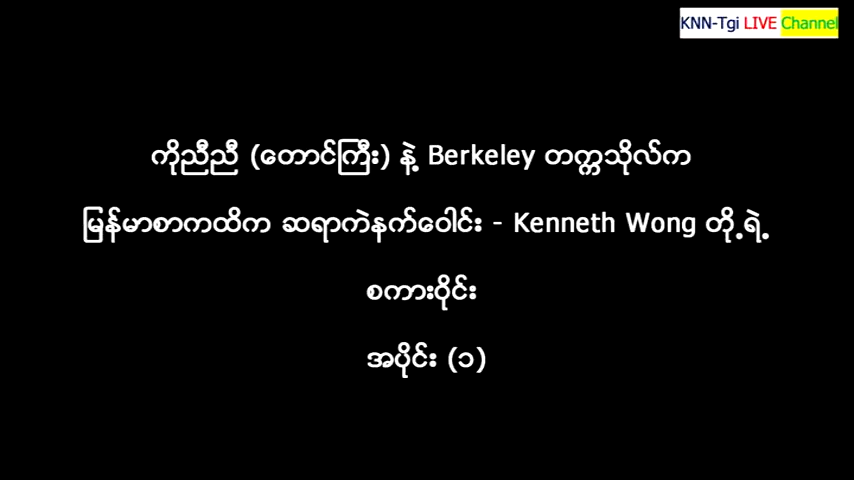 KNN-Tgi LIVE Channel
ကိုညီညီ (တောင်ကြီး) နဲ့ Berkeley တက္ကသိုလ်က
မြန်မာစာကထိက ဆရာကဲနက်ဝေါင်း - Kenneth Wong တို့ရဲ့
စကားဝိုင်း
အပိုင်း (၁)